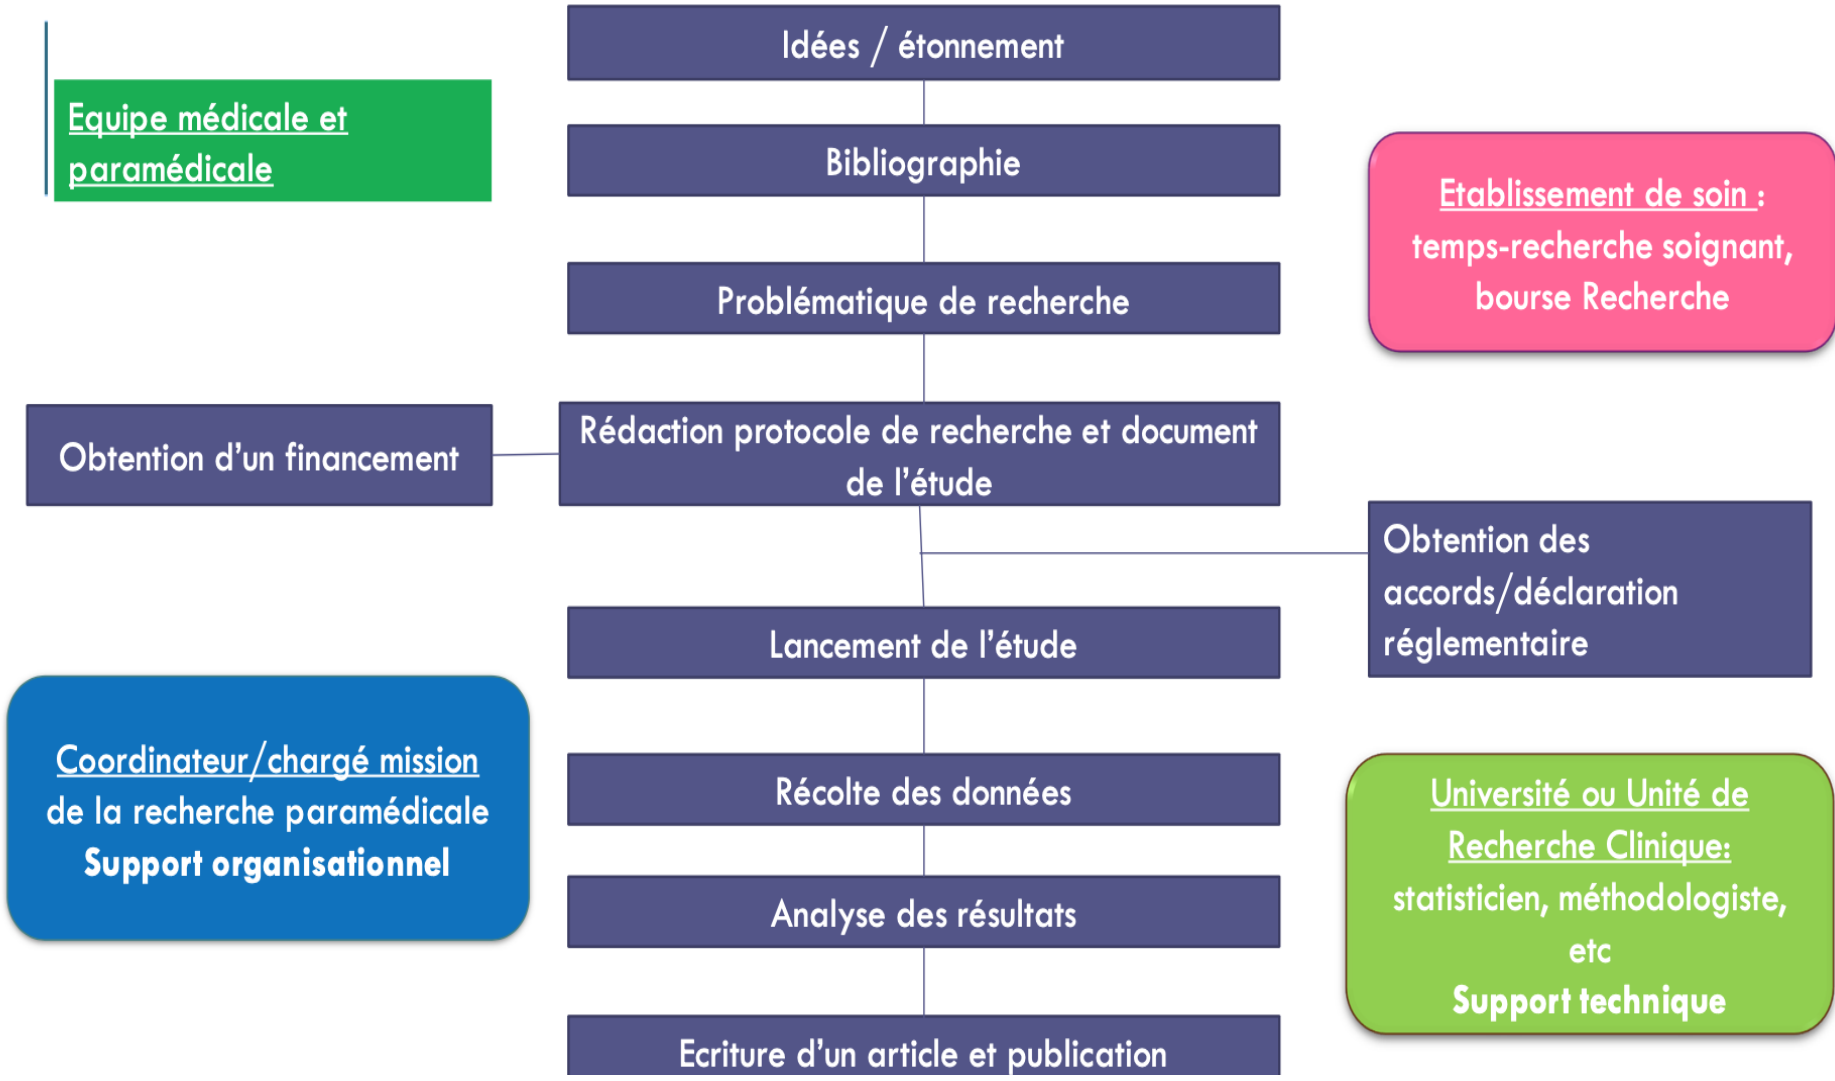 Idées / étonnement
Equipe médicale et
paramédicale
Bibliographie
Etablissement de soin :
temps-recherche soignant,
bourse Recherche
Problématique de recherche
Obtention d'un financement
Rédaction protocole de recherche et document
de l'étude
Obtention des
accords/déclaration
réglementaire
Lancement de l'étude
Coordinateur/chargé mission
de la recherche paramédicale
Support organisationnel
Récolte des données
Université ou Unité de
Recherche Clinique:
statisticien, méthodologiste,
etc
Support technique
Analyse des résultats
Ecriture d'un article et publication